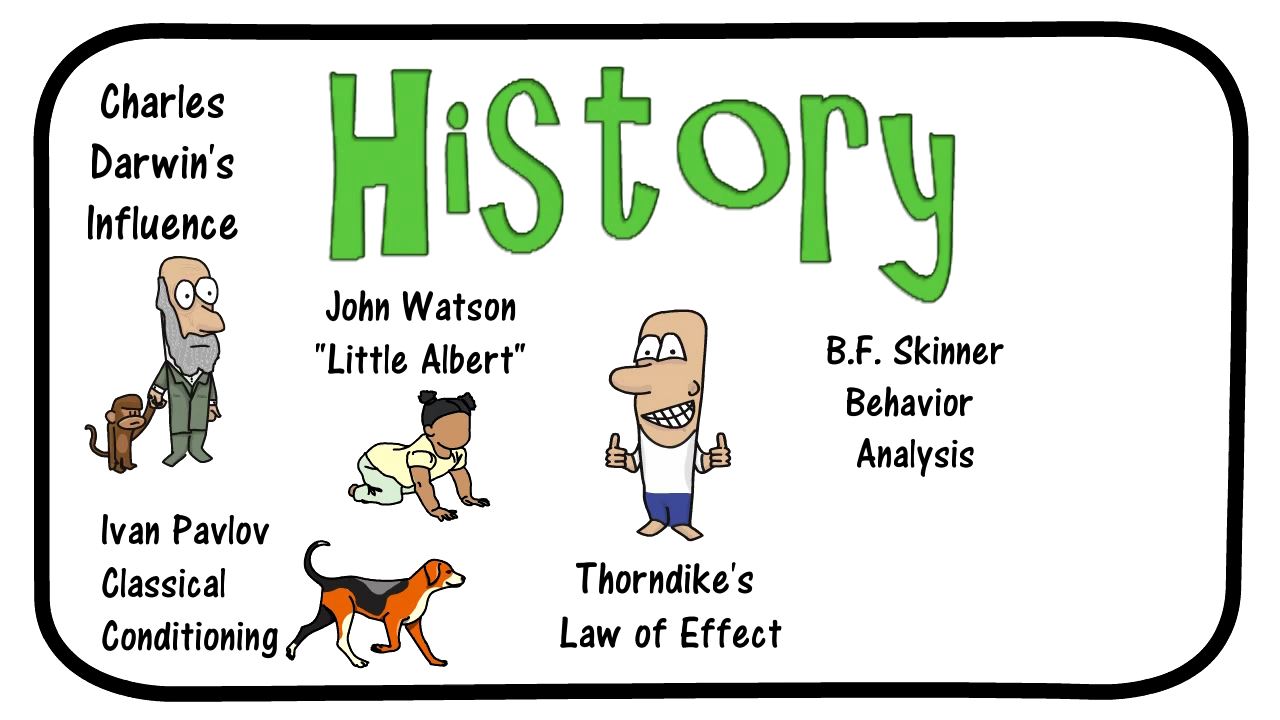 History
Charles
Darwin's
Influence
John Watson
"Little Albert"
B.F. Skinner
Behavior
Analysis
Ivan Pavlov
Classical
Conditioning
Thorndike's
Law of Effect